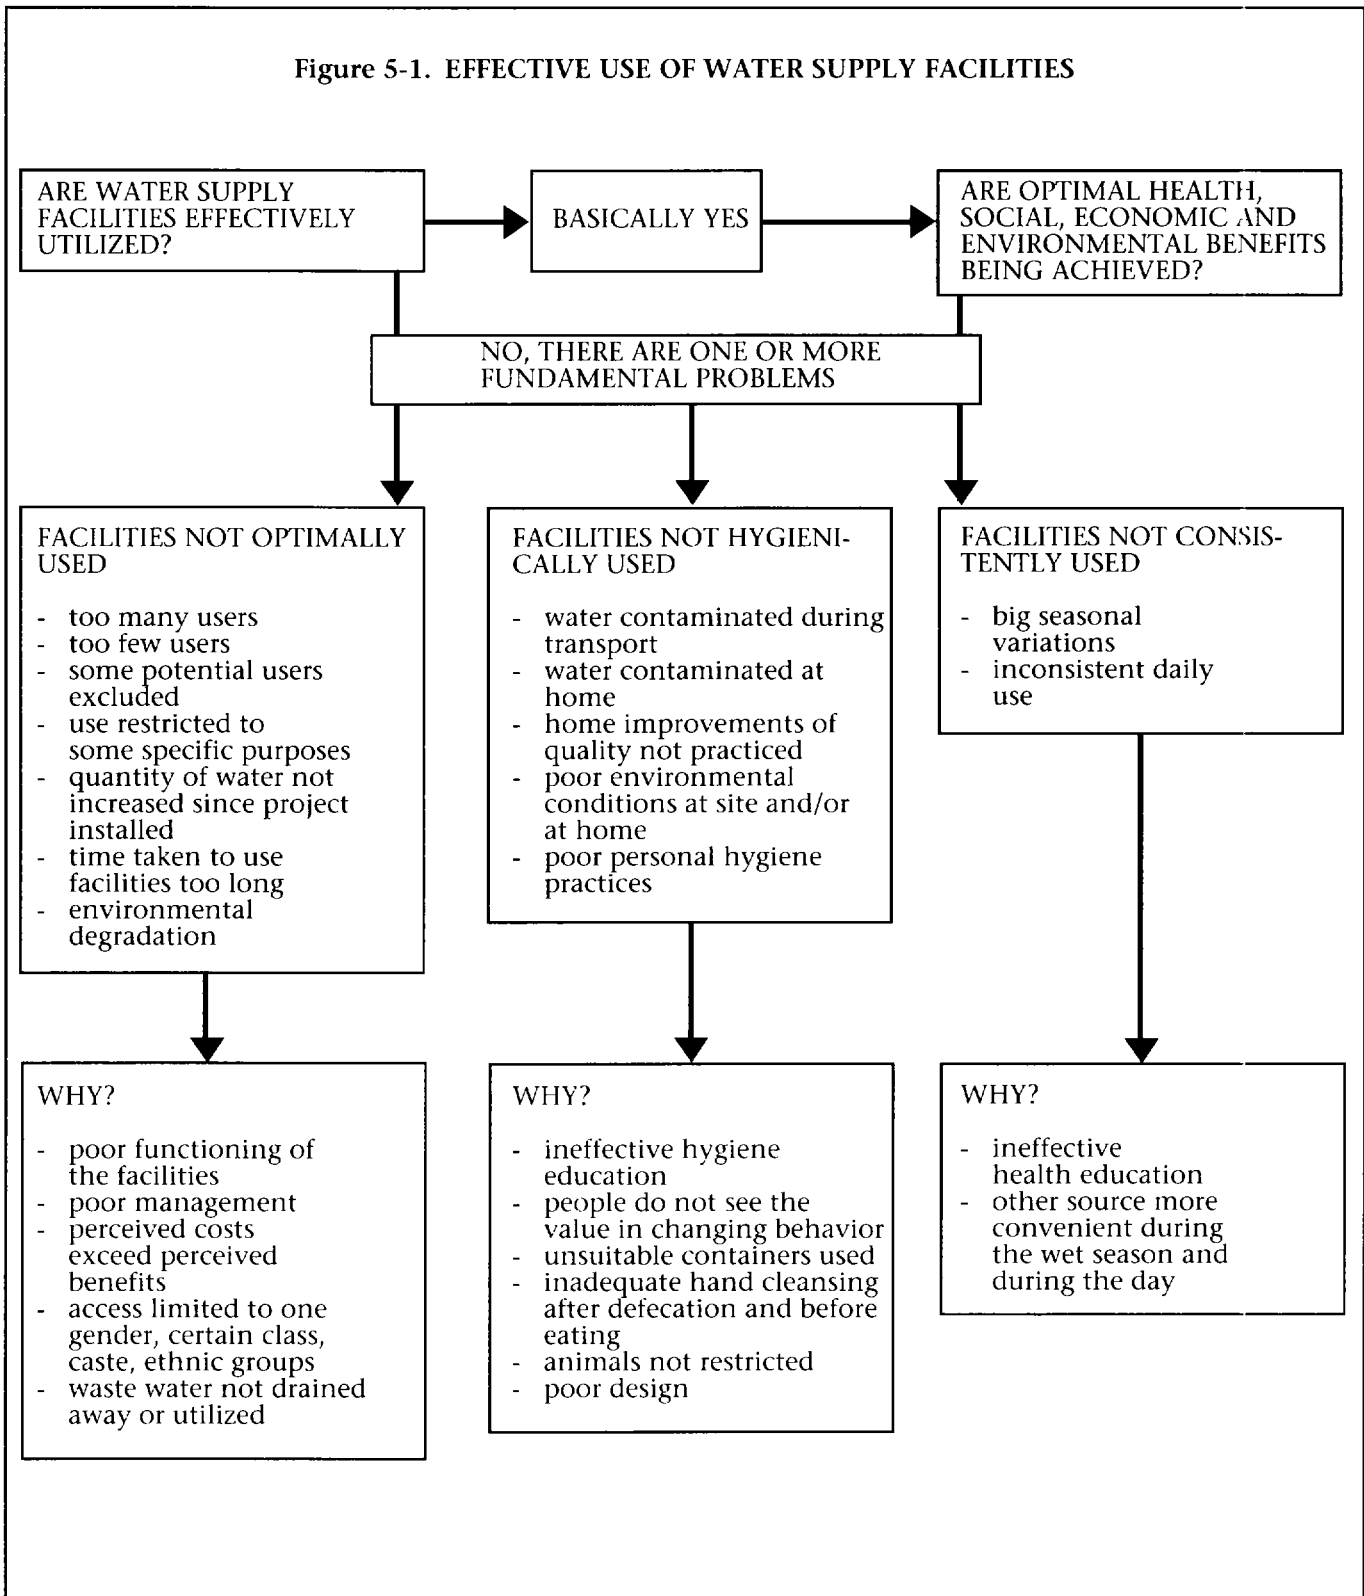 Figure 5-1. EFFECTIVE USE OF WATER SUPPLY FACILITIES
ARE WATER SUPPLY
FACILITIES EFFECTIVELY
UTILIZED?
BASICALLY YES
ARE OPTIMAL HEALTH,
SOCIAL, ECONOMIC AND
ENVIRONMENTAL BENEFITS
BEING ACHIEVED?
NO, THERE ARE ONE OR MORE
FUNDAMENTAL PROBLEMS
FACILITIES NOT OPTIMALLY
USED
- too many users
- too few users
- some potential users
excluded
- use restricted to
some specific purposes
- quantity of water not
increased since project
installed
- time taken to use
facilities too long
- environmental
degradation
FACILITIES NOT HYGIENI-
CALLY USED
- water contaminated during
transport
- water contaminated at
home
- home improvements of
quality not practiced
- poor environmental
conditions at site and/or
at home
- poor personal hygiene
practices
FACILITIES NOT CONSIS-
TENTLY USED
- big seasonal
variations
- inconsistent daily
use
WHY?
- poor functioning of
the facilities
- poor management
- perceived costs
exceed perceived
benefits
- access limited to one
gender, certain class,
caste, ethnic groups
- waste water not drained
away or utilized
WHY?
- ineffective hygiene
education
- people do not see the
value in changing behavior
- unsuitable containers used
- inadequate hand cleansing
after defecation and before
eating
- animals not restricted
- poor design
WHY?
- ineffective
health education
- other source more
convenient during
the wet season and
during the day